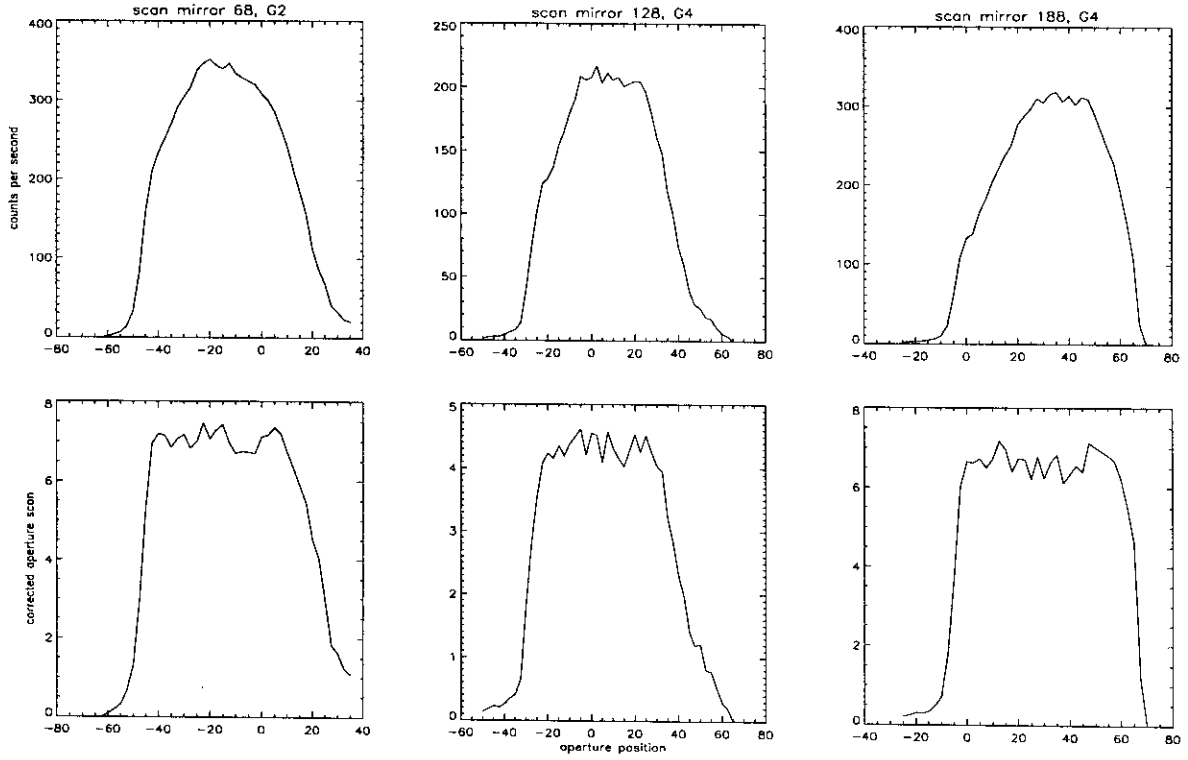 scan mirror 68, G2
scan mirror 128, G4
scan mirror 188, G4
counts per second
400
300
200
100
0
-80 -60 -40 -20 0 20 40
250
200
150
100
50
0
-60 -40 -20 0 20 40 60 80
400
300
200
100
0
-40 -20 0 20 40 60 80
corrected aperture scan
8
6
4
2
0
-80 -60 -40 -20 0 20 40
5
4
3
2
1
0
-60 -40 -20 0 20 40 60 80
aperture position
8
6
4
2
0
-40 -20 0 20 40 60 80